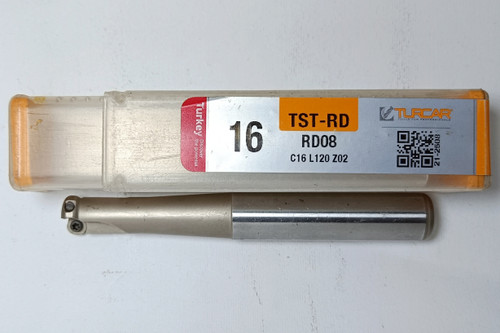 Turkey
16
TST-RD
RD08
C16 L120 Z02
TURCAR
21-2508